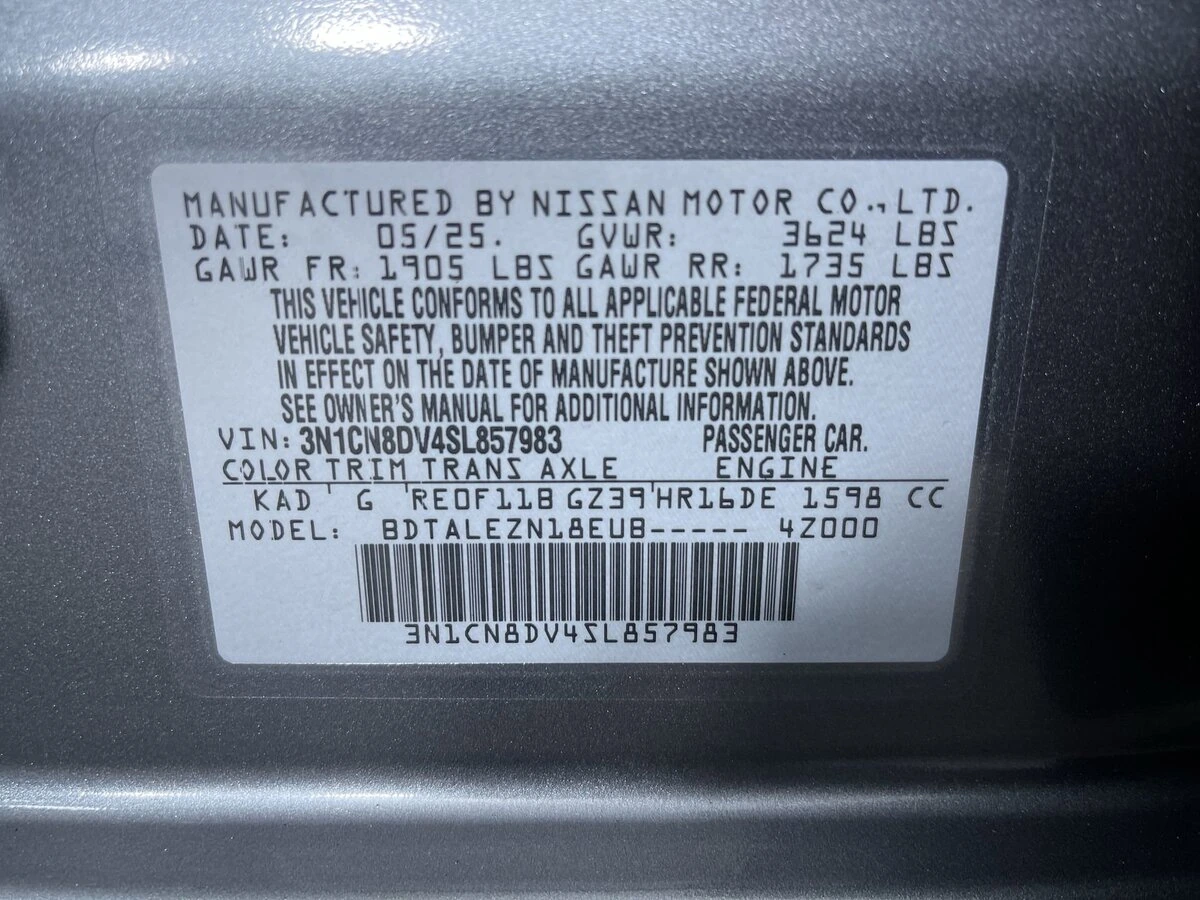 MANUFACTURED BY NISSAN MOTOR CO., LTD.
DATE: 05/25. GVWR: 3624 LBS
GAWR FR: 1905 LBS GAWR RR: 1735 LBS
THIS VEHICLE CONFORMS TO ALL APPLICABLE FEDERAL MOTOR
VEHICLE SAFETY, BUMPER AND THEFT PREVENTION STANDARDS
IN EFFECT ON THE DATE OF MANUFACTURE SHOWN ABOVE.
SEE OWNER'S MANUAL FOR ADDITIONAL INFORMATION.
VIN: 3N1CN8DV4SL857983 PASSENGER CAR.
COLOR TRIM TRANS AXLE ENGINE
KAD G RE0F11B GZ39 HR16DE 1598 CC
MODEL: BDTALEZN18EUB----- 4Z000
3N1CN8DV4SL857983